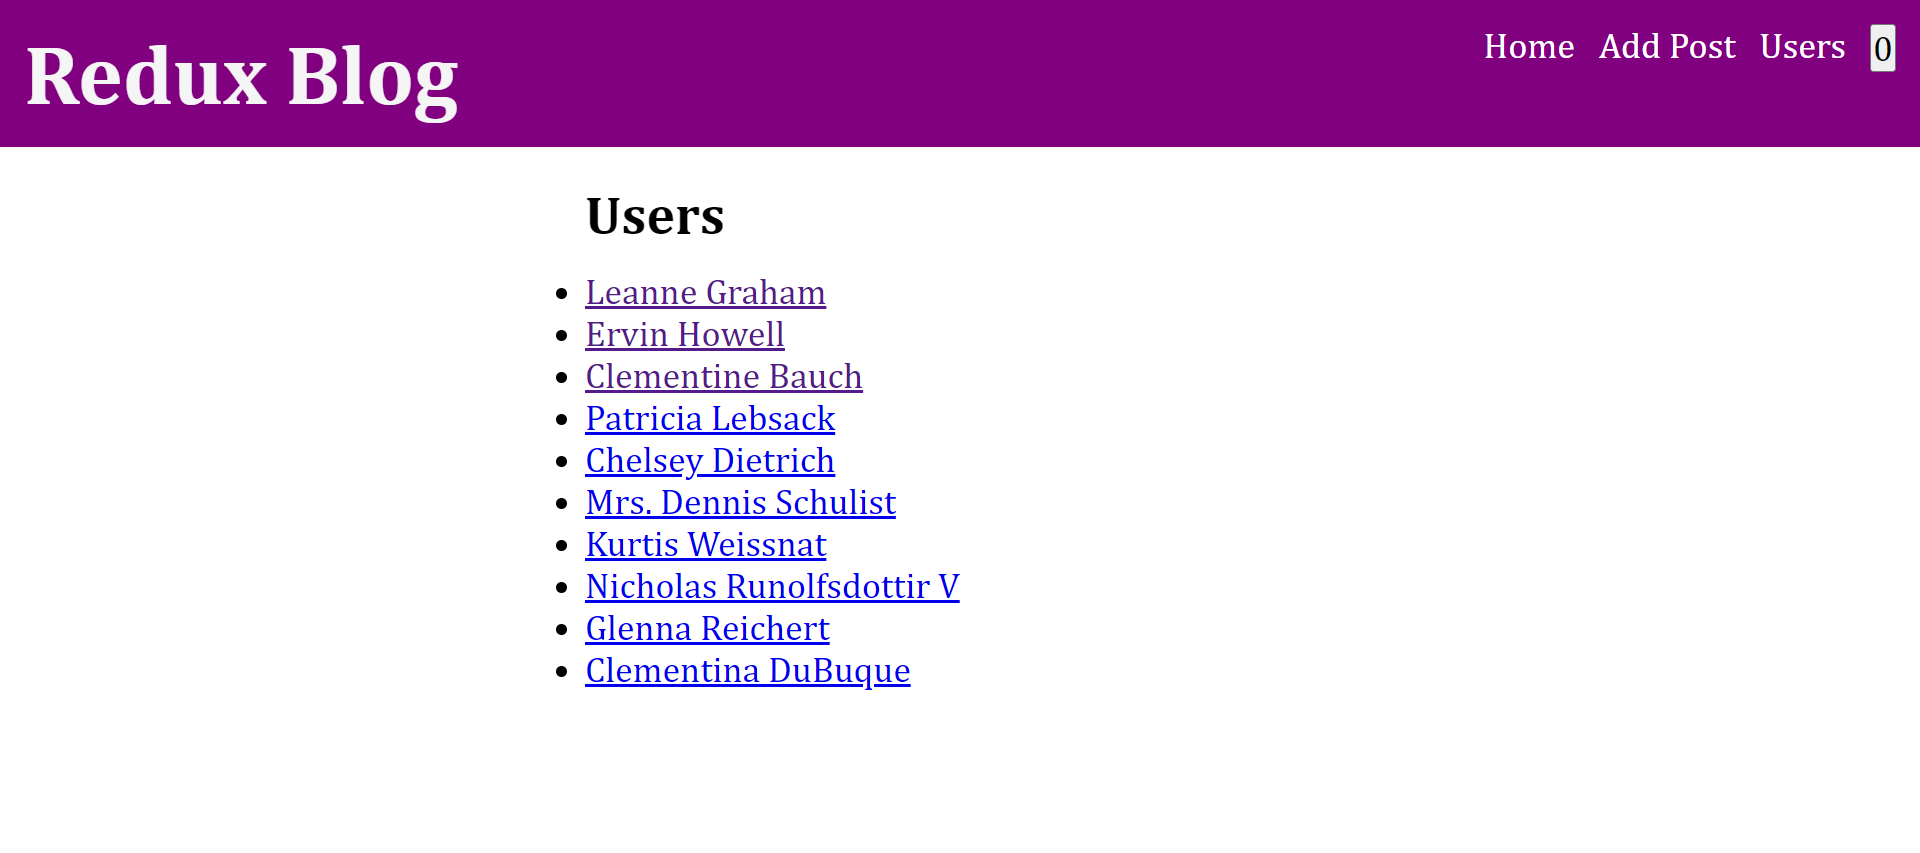 Redux Blog
Home Add Post Users 0
Users
Leanne Graham
Ervin Howell
Clementine Bauch
Patricia Lebsack
Chelsey Dietrich
Mrs. Dennis Schulist
Kurtis Weissnat
Nicholas Runolfsdottir V
Glenna Reichert
Clementina DuBuque